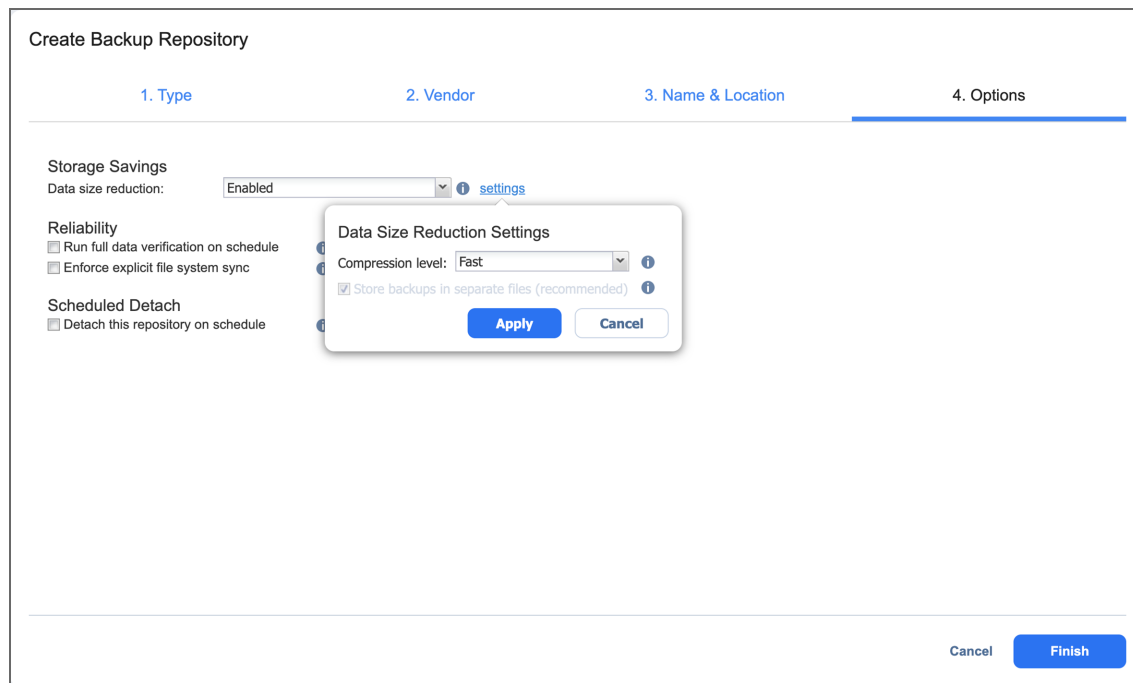 Create Backup Repository
1. Type
2. Vendor
3. Name & Location
4. Options
Storage Savings
Data size reduction: Enabled settings
Reliability
Run full data verification on schedule
Enforce explicit file system sync
Scheduled Detach
Detach this repository on schedule
Data Size Reduction Settings
Compression level: Fast
Store backups in separate files (recommended)
Apply Cancel
Cancel Finish